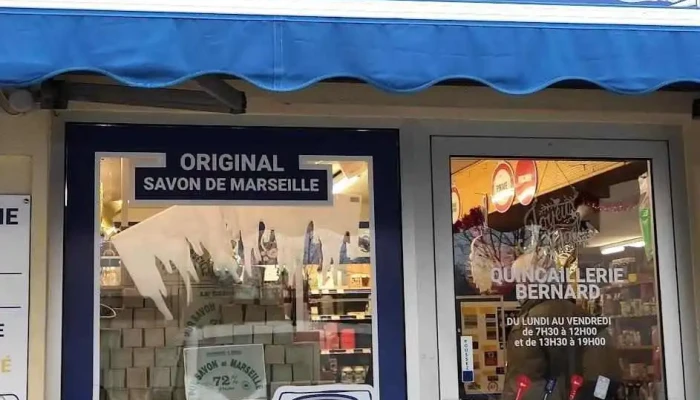 ORIGINAL
SAVON DE MARSEILLE
SAVON
DE MARSEILLE
72
QUINCAILLERIE
BERNARD
DU LUNDI AU VENDREDI
de 7H30 à 12H00
et de 13H30 à 19H00